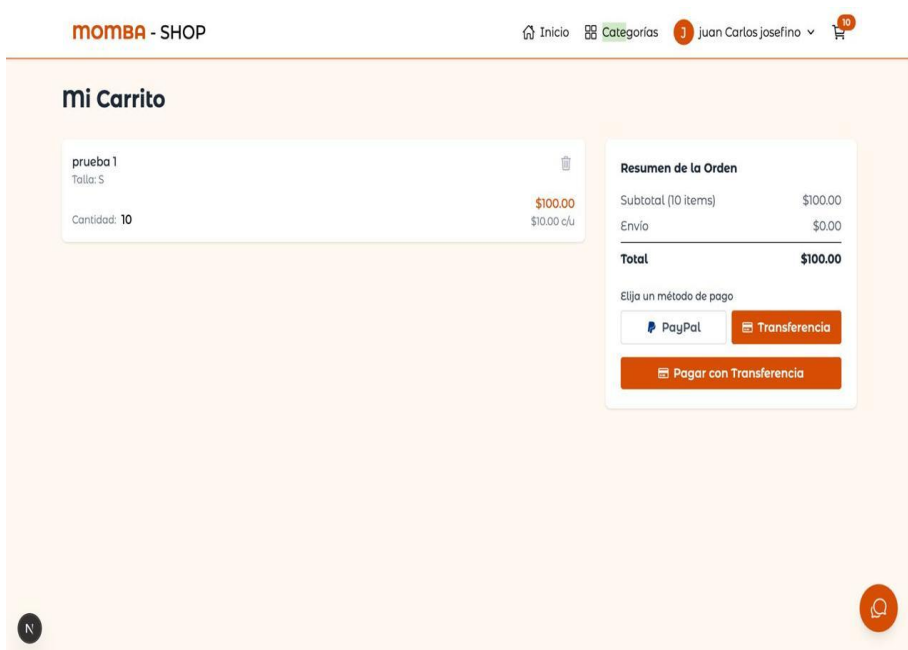 MOMBA - SHOP
Inicio
Categorías
J
juan Carlos josefino
10
Mi Carrito
prueba 1
Talla: S
Cantidad: 10
$100.00
$10.00 c/u
Resumen de la Orden
Subtotal (10 items) $100.00
Envío $0.00
Total $100.00
Elija un método de pago
PayPal
Transferencia
Pagar con Transferencia
N